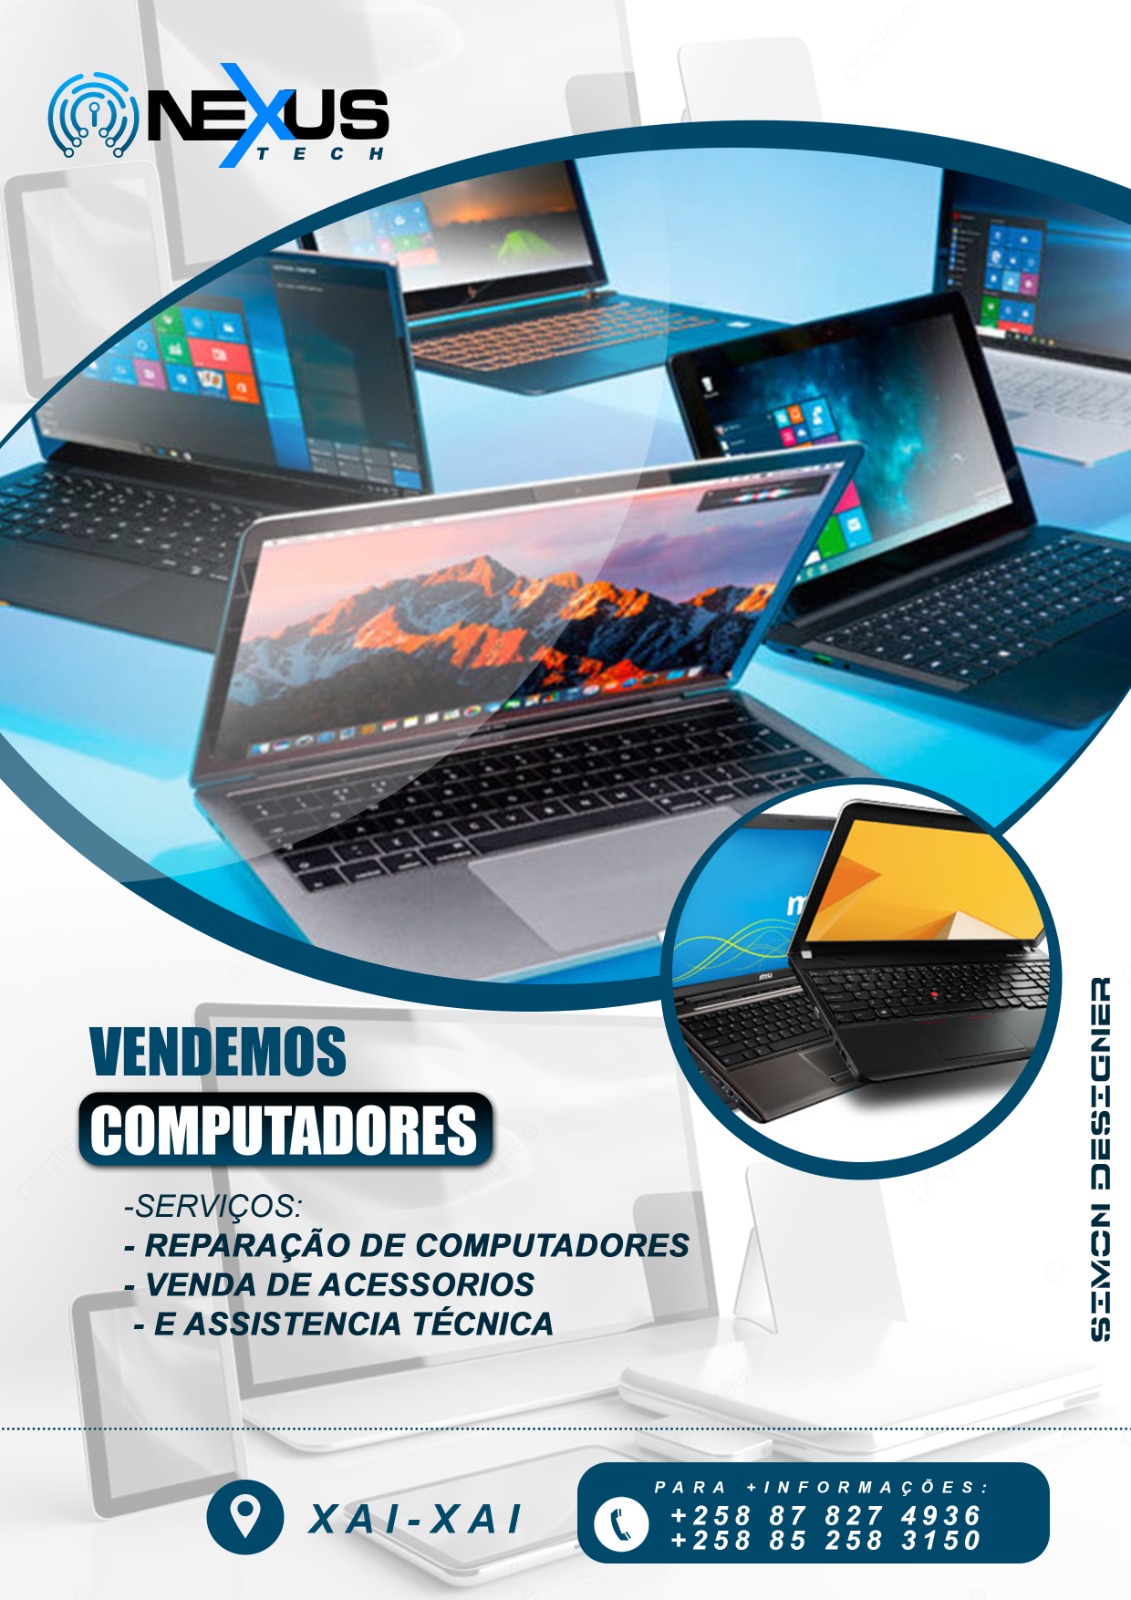 NEXUS
TECH
VENDEMOS
COMPUTADORES
-SERVIÇOS:
- REPARAÇÃO DE COMPUTADORES
- VENDA DE ACESSORIOS
- E ASSISTENCIA TÉCNICA
SEMON DESIGNER
XAI-XAI
PARA +INFORMAÇÕES:
+258 87 827 4936
+258 85 258 3150